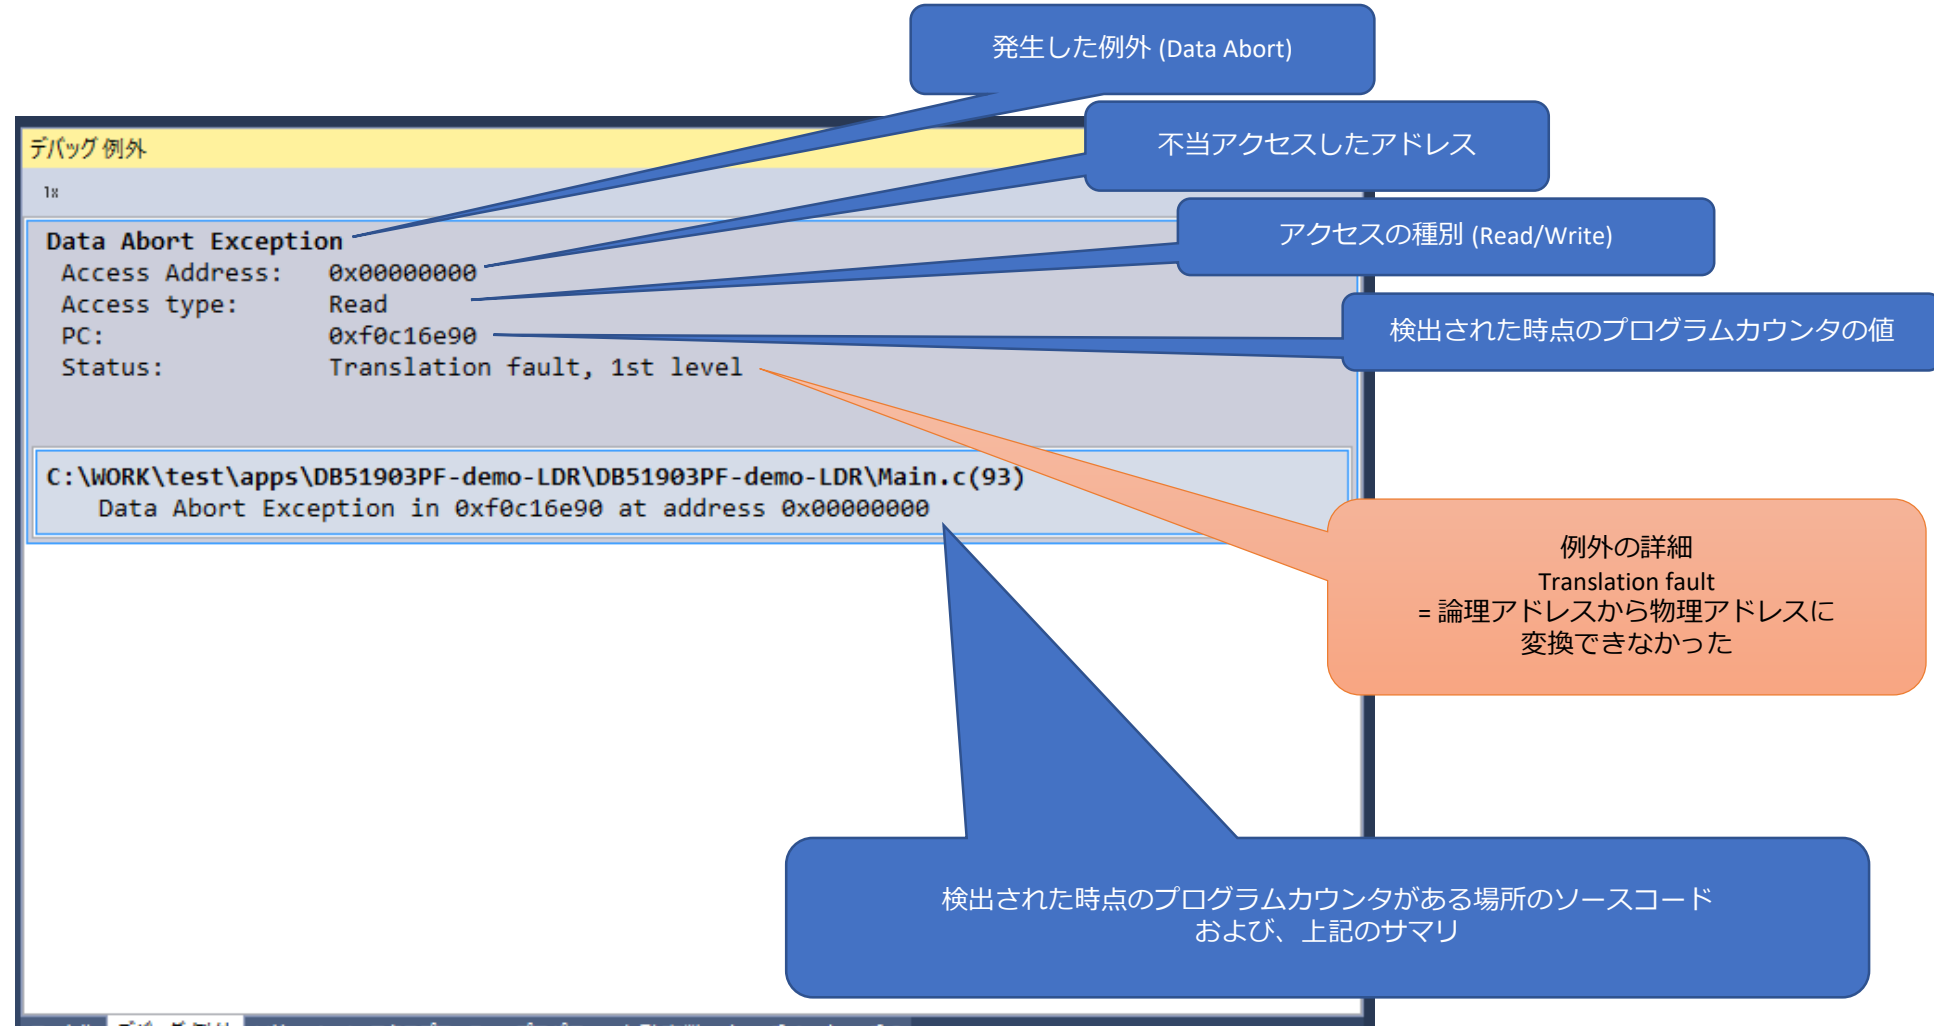 発生した例外 (Data Abort)
デバッグ 例外
不当アクセスしたアドレス
Data Abort Exception
Access Address: 0x00000000
アクセスの種別 (Read/Write)
Access type: Read
PC: 0xf0c16e90
検出された時点のプログラムカウンタの値
Status: Translation fault, 1st level
C:\WORK\test\apps\DB51903PF-demo-LDR\DB51903PF-demo-LDR\Main.c(93)
Data Abort Exception in 0xf0c16e90 at address 0x00000000
例外の詳細
Translation fault
= 論理アドレスから物理アドレスに
変換できなかった
検出された時点のプログラムカウンタがある場所のソースコード
および、上記のサマリ
デバッグ 例外